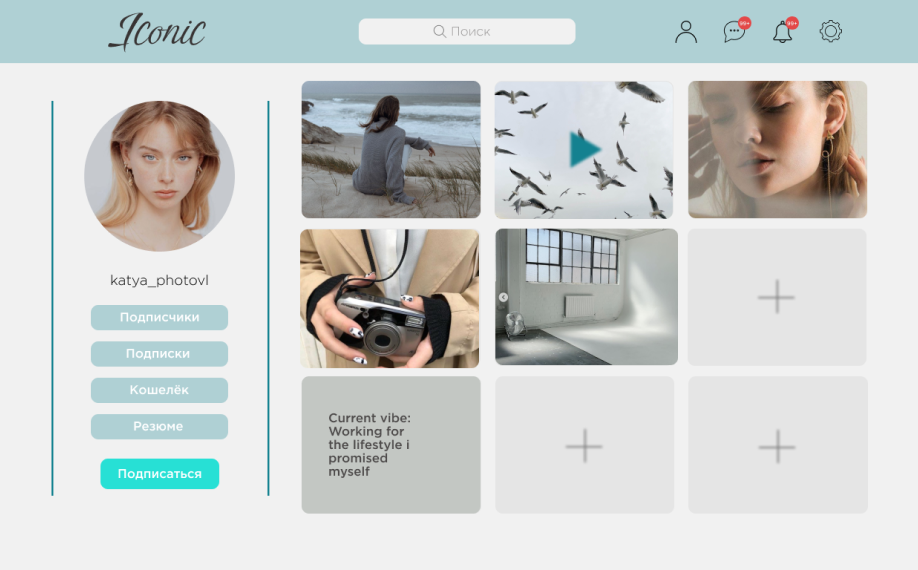 Iconic
Поиск
99+
99+
katya_photovl
Подписчики
Подписки
Кошелёк
Резюме
Подписаться
Current vibe:
Working for
the lifestyle i
promised
myself